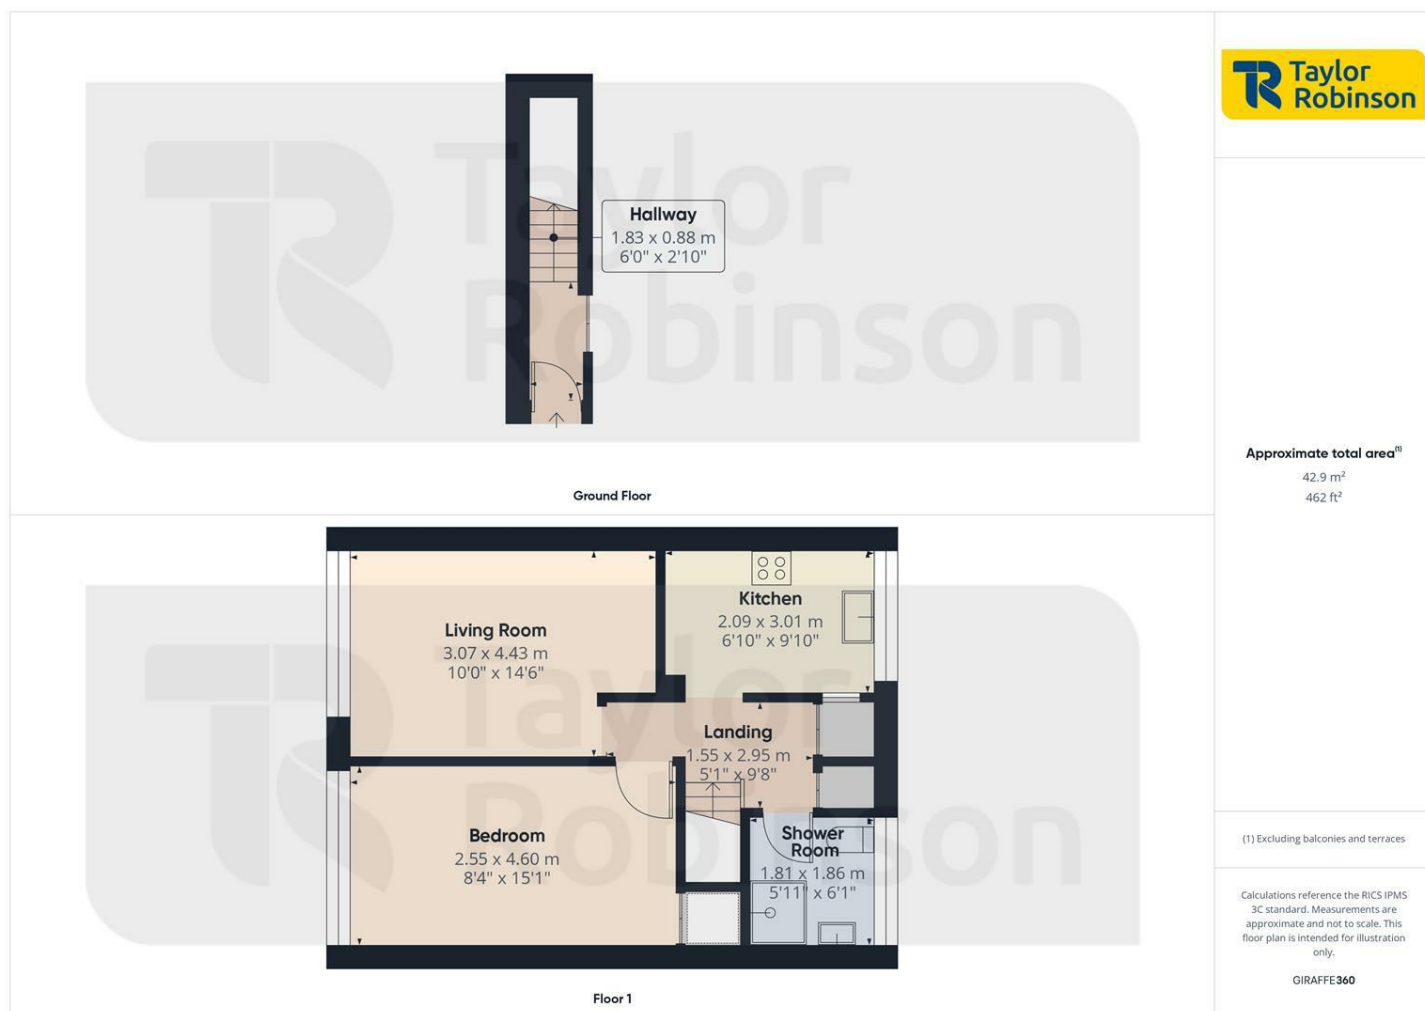 Taylor
Robinson
Hallway
1.83 x 0.88 m
6'0" x 2'10"
Taylor
Robinson
Ground Floor
Approximate total area(1)
42.9 m²
462 ft²
Living Room
3.07 x 4.43 m
10'0" x 14'6"
Kitchen
2.09 x 3.01 m
6'10" x 9'10"
Landing
1.55 x 2.95 m
5'1" x 9'8"
Bedroom
2.55 x 4.60 m
8'4" x 15'1"
Shower
Room
1.81 x 1.86 m
5'11" x 6'1"
Taylor
Robinson
Floor 1
(1) Excluding balconies and terraces
Calculations reference the RICS IPMS
3C standard. Measurements are
approximate and not to scale. This
floor plan is intended for illustration
only.
GIRAFFE360